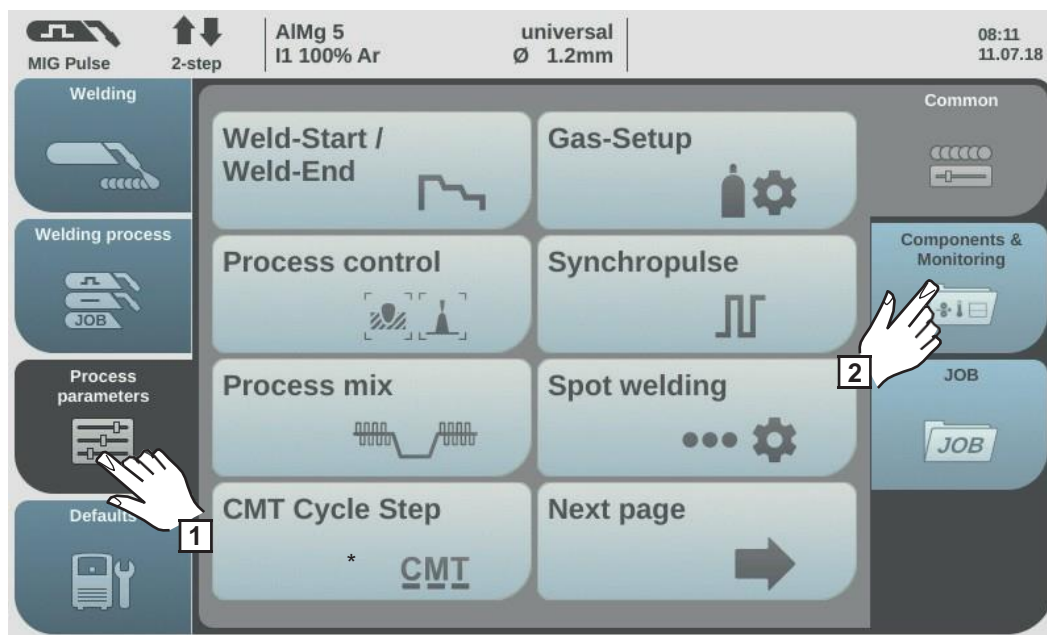 MIG Pulse
2-step
AlMg 5
I1 100% Ar
universal
Ø 1.2mm
08:11
11.07.18
Welding
Welding process
JOB
Process
parameters
1
Defaults
Weld-Start /
Weld-End
Gas-Setup
Process control
Synchropulse
Process mix
Spot welding
CMT Cycle Step
* CMT
Next page
Common
Components &
Monitoring
2
JOB
JOB